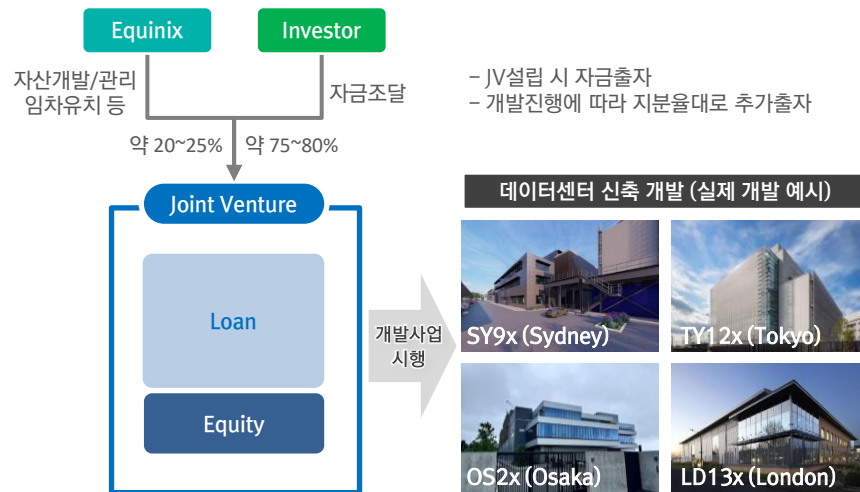 Equinix
Investor
자산개발/관리
임차유치 등
자금조달
– JV설립 시 자금출자
– 개발진행에 따라 지분율대로 추가출자
약 20~25%
약 75~80%
Joint Venture
데이터센터 신축 개발 (실제 개발 예시)
Loan
Equity
개발사업
시행
SY9x (Sydney)
TY12x (Tokyo)
OS2x (Osaka)
LD13x (London)